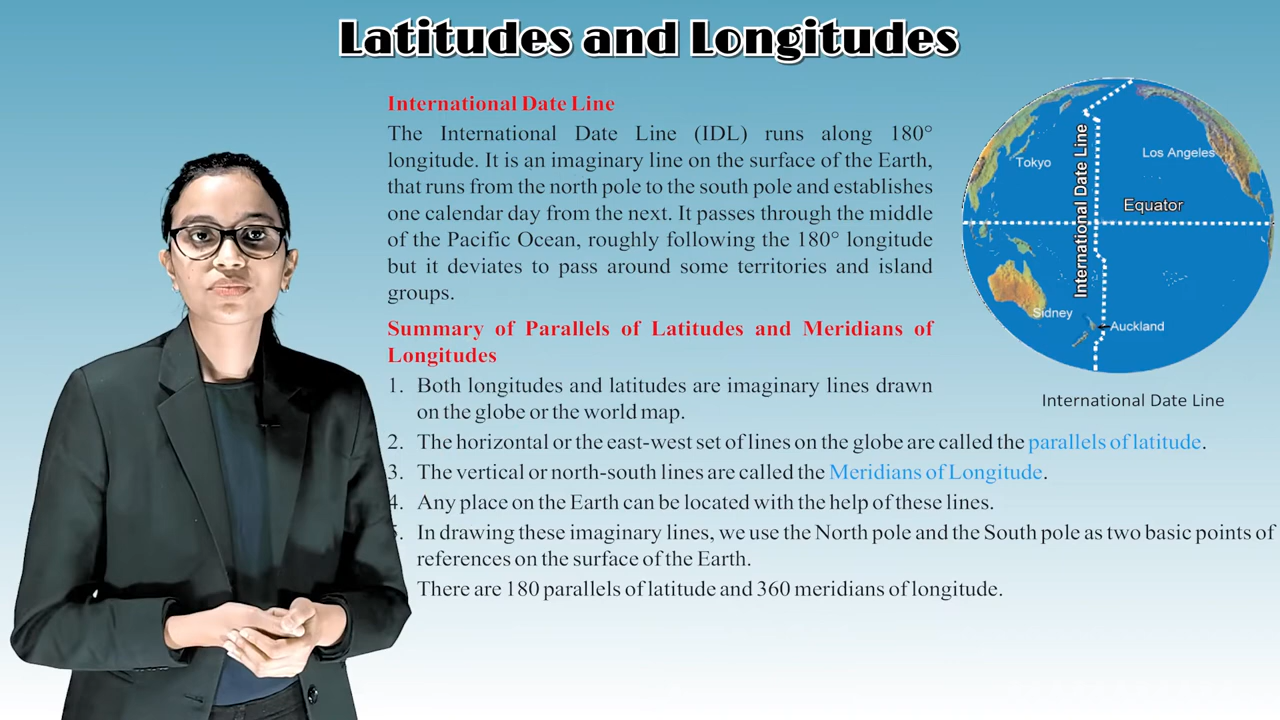 Latitudes and Longitudes
International Date Line
The International Date Line (IDL) runs along 180°
longitude. It is an imaginary line on the surface of the Earth,
that runs from the north pole to the south pole and establishes
one calendar day from the next. It passes through the middle
of the Pacific Ocean, roughly following the 180° longitude
but it deviates to pass around some territories and island
groups.
Summary of Parallels of Latitudes and Meridians of
Longitudes
1. Both longitudes and latitudes are imaginary lines drawn
on the globe or the world map.
2. The horizontal or the east-west set of lines on the globe are called the parallels of latitude.
3. The vertical or north-south lines are called the Meridians of Longitude.
4. Any place on the Earth can be located with the help of these lines.
5. In drawing these imaginary lines, we use the North pole and the South pole as two basic points of
references on the surface of the Earth.
There are 180 parallels of latitude and 360 meridians of longitude.
Tokyo
International Date Line
Los Angeles
Equator
Sidney
Auckland
International Date Line